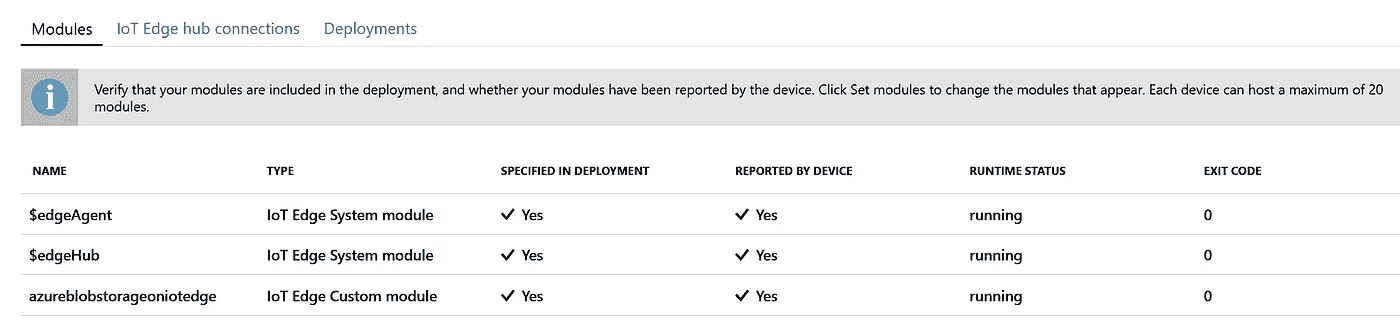 Modules IoT Edge hub connections Deployments
i
Verify that your modules are included in the deployment, and whether your modules have been reported by the device. Click Set modules to change the modules that appear. Each device can host a maximum of 20
modules.
NAME TYPE SPECIFIED IN DEPLOYMENT REPORTED BY DEVICE RUNTIME STATUS EXIT CODE
$edgeAgent IoT Edge System module ✓ Yes ✓ Yes running 0
$edgeHub IoT Edge System module ✓ Yes ✓ Yes running 0
azureblobstorageoniotedge IoT Edge Custom module ✓ Yes ✓ Yes running 0